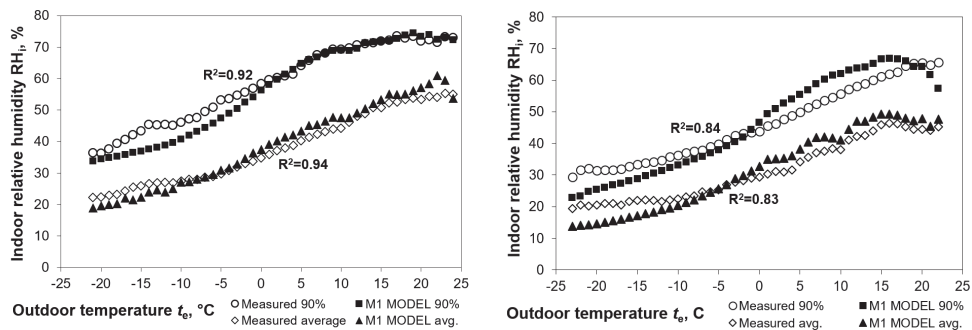 80
70
60
50
40
30
20
10
0
Indoor relative humidity RHi, %
R²=0.92
R²=0.94
-25 -20 -15 -10 -5 0 5 10 15 20 25
Outdoor temperature te, °C
Measured 90%
M1 MODEL 90%
Measured average
M1 MODEL avg.
80
70
60
50
40
30
20
10
0
Indoor relative humidity RHi, %
R²=0.84
R²=0.83
-25 -20 -15 -10 -5 0 5 10 15 20 25
Outdoor temperature te, C
Measured 90%
M1 MODEL 90%
Measured avg.
M1 MODEL avg.